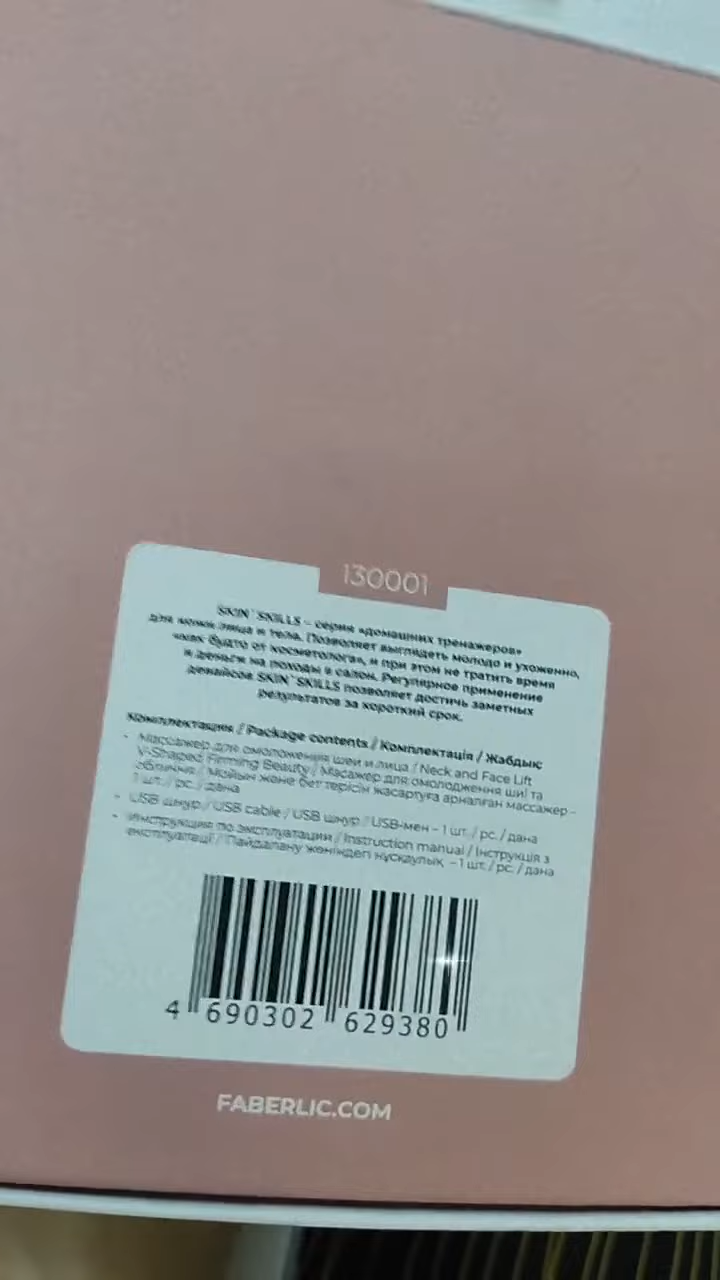 130001
SKIN`SKILLS – серия «домашних тренажеров»
для кожи лица и тела. Позволяет выглядеть молодо и ухоженно,
«как будто от косметолога», и при этом не тратить время
и деньги на походы в салон. Регулярное применение
девайсов SKIN`SKILLS позволяет достичь заметных
результатов за короткий срок.
Комплектация / Package contents / Комплектація / Жабдық:
- Массажер для омоложения шеи и лица / Neck and Face Lift
V-Shaped Firming Beauty / Масажер для омолодження шиї та
обличчя / Мойын және бет терісін жасартуға арналған массажер –
1 шт. / pc. / дана
- USB шнур / USB cable / USB шнур / USB-мен – 1 шт. / pc. / дана
- Инструкция по эксплуатации / Instruction manual / Інструкція з
експлуатації / Пайдалану жөніндегі нұсқаулық – 1 шт. / pc. / дана
4 690302 629380
FABERLIC.COM